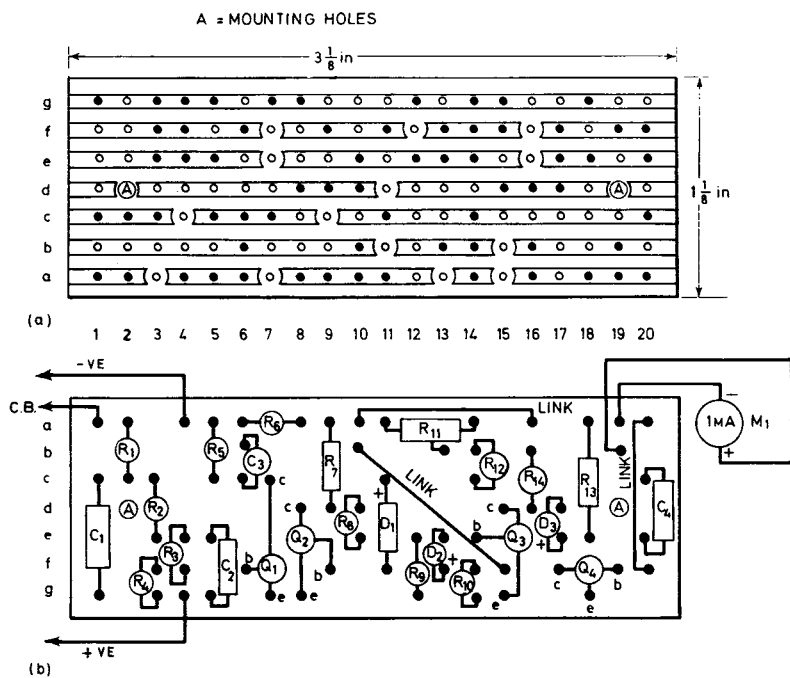 A = MOUNTING HOLES
3 1/8 in
g
f
e
d A A
c
b
a
1 1/8 in
(a)
1 2 3 4 5 6 7 8 9 10 11 12 13 14 15 16 17 18 19 20
-VE
C.B.
a R6 LINK
b R1 R5 C3 R7 R11 R12 LINK
c c R14 R13
d A R2 c + LINK c A C4
e C1 R3 Q2 R8 D1 b Q3 D3
f R4 C2 b Q1 b R9 D2 + R10 + c Q4 b
g e e e e
- 1MA M1 +
+VE
(b)